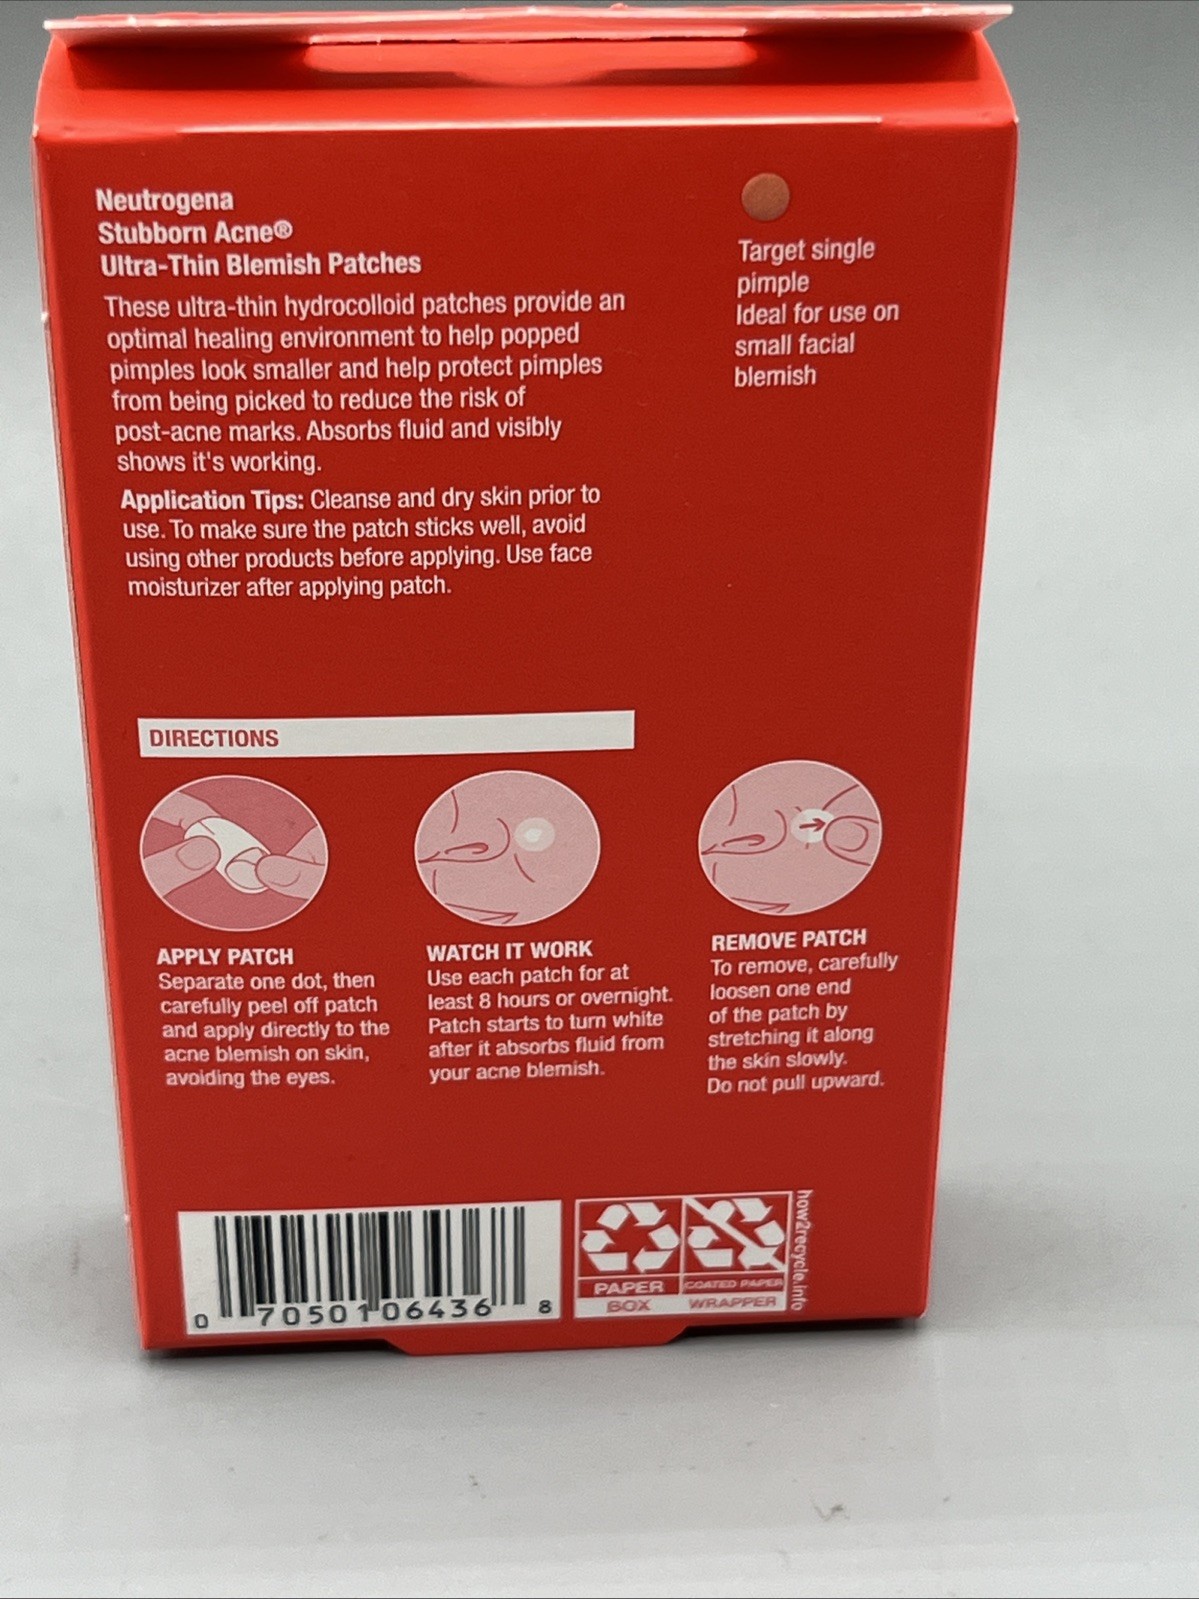 Neutrogena
Stubborn Acne®
Ultra-Thin Blemish Patches
These ultra-thin hydrocolloid patches provide an
optimal healing environment to help popped
pimples look smaller and help protect pimples
from being picked to reduce the risk of
post-acne marks. Absorbs fluid and visibly
shows it's working.
Application Tips: Cleanse and dry skin prior to
use. To make sure the patch sticks well, avoid
using other products before applying. Use face
moisturizer after applying patch.
Target single
pimple
Ideal for use on
small facial
blemish
DIRECTIONS
APPLY PATCH
Separate one dot, then
carefully peel off patch
and apply directly to the
acne blemish on skin,
avoiding the eyes.
WATCH IT WORK
Use each patch for at
least 8 hours or overnight.
Patch starts to turn white
after it absorbs fluid from
your acne blemish.
REMOVE PATCH
To remove, carefully
loosen one end
of the patch by
stretching it along
the skin slowly.
Do not pull upward.
0 70501 06436 8
PAPER
BOX
COATED PAPER
WRAPPER
how2recycle.info